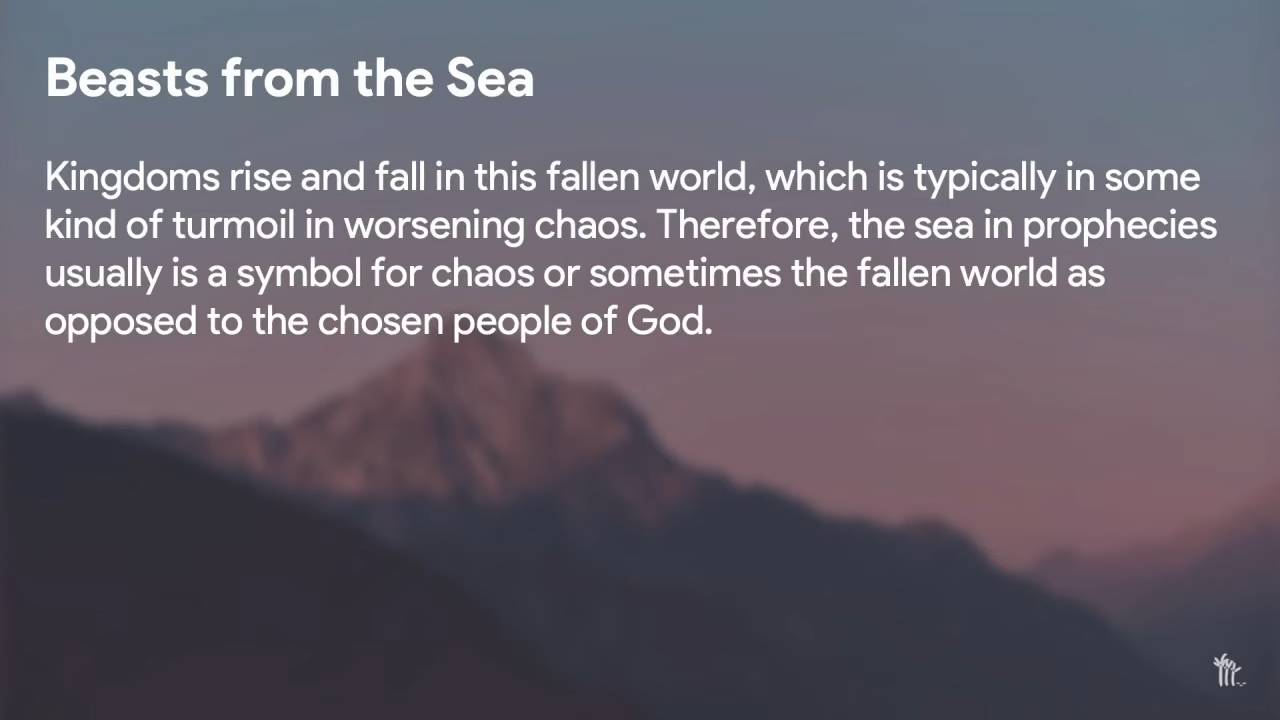 Beasts from the Sea
Kingdoms rise and fall in this fallen world, which is typically in some
kind of turmoil in worsening chaos. Therefore, the sea in prophecies
usually is a symbol for chaos or sometimes the fallen world as
opposed to the chosen people of God.